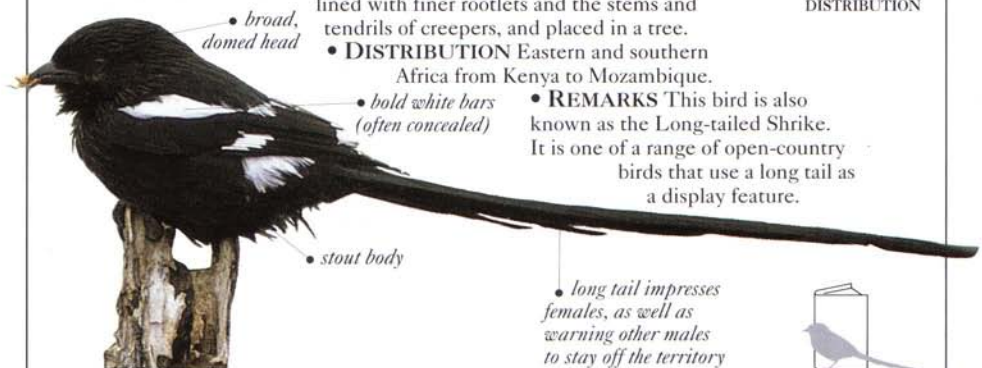 lined with finer rootlets and the stems and
tendrils of creepers, and placed in a tree.
• DISTRIBUTION Eastern and southern
Africa from Kenya to Mozambique.
• REMARKS This bird is also
known as the Long-tailed Shrike.
It is one of a range of open-country
birds that use a long tail as
a display feature.
DISTRIBUTION
• broad,
domed head
• bold white bars
(often concealed)
• stout body
• long tail impresses
females, as well as
warning other males
to stay off the territory